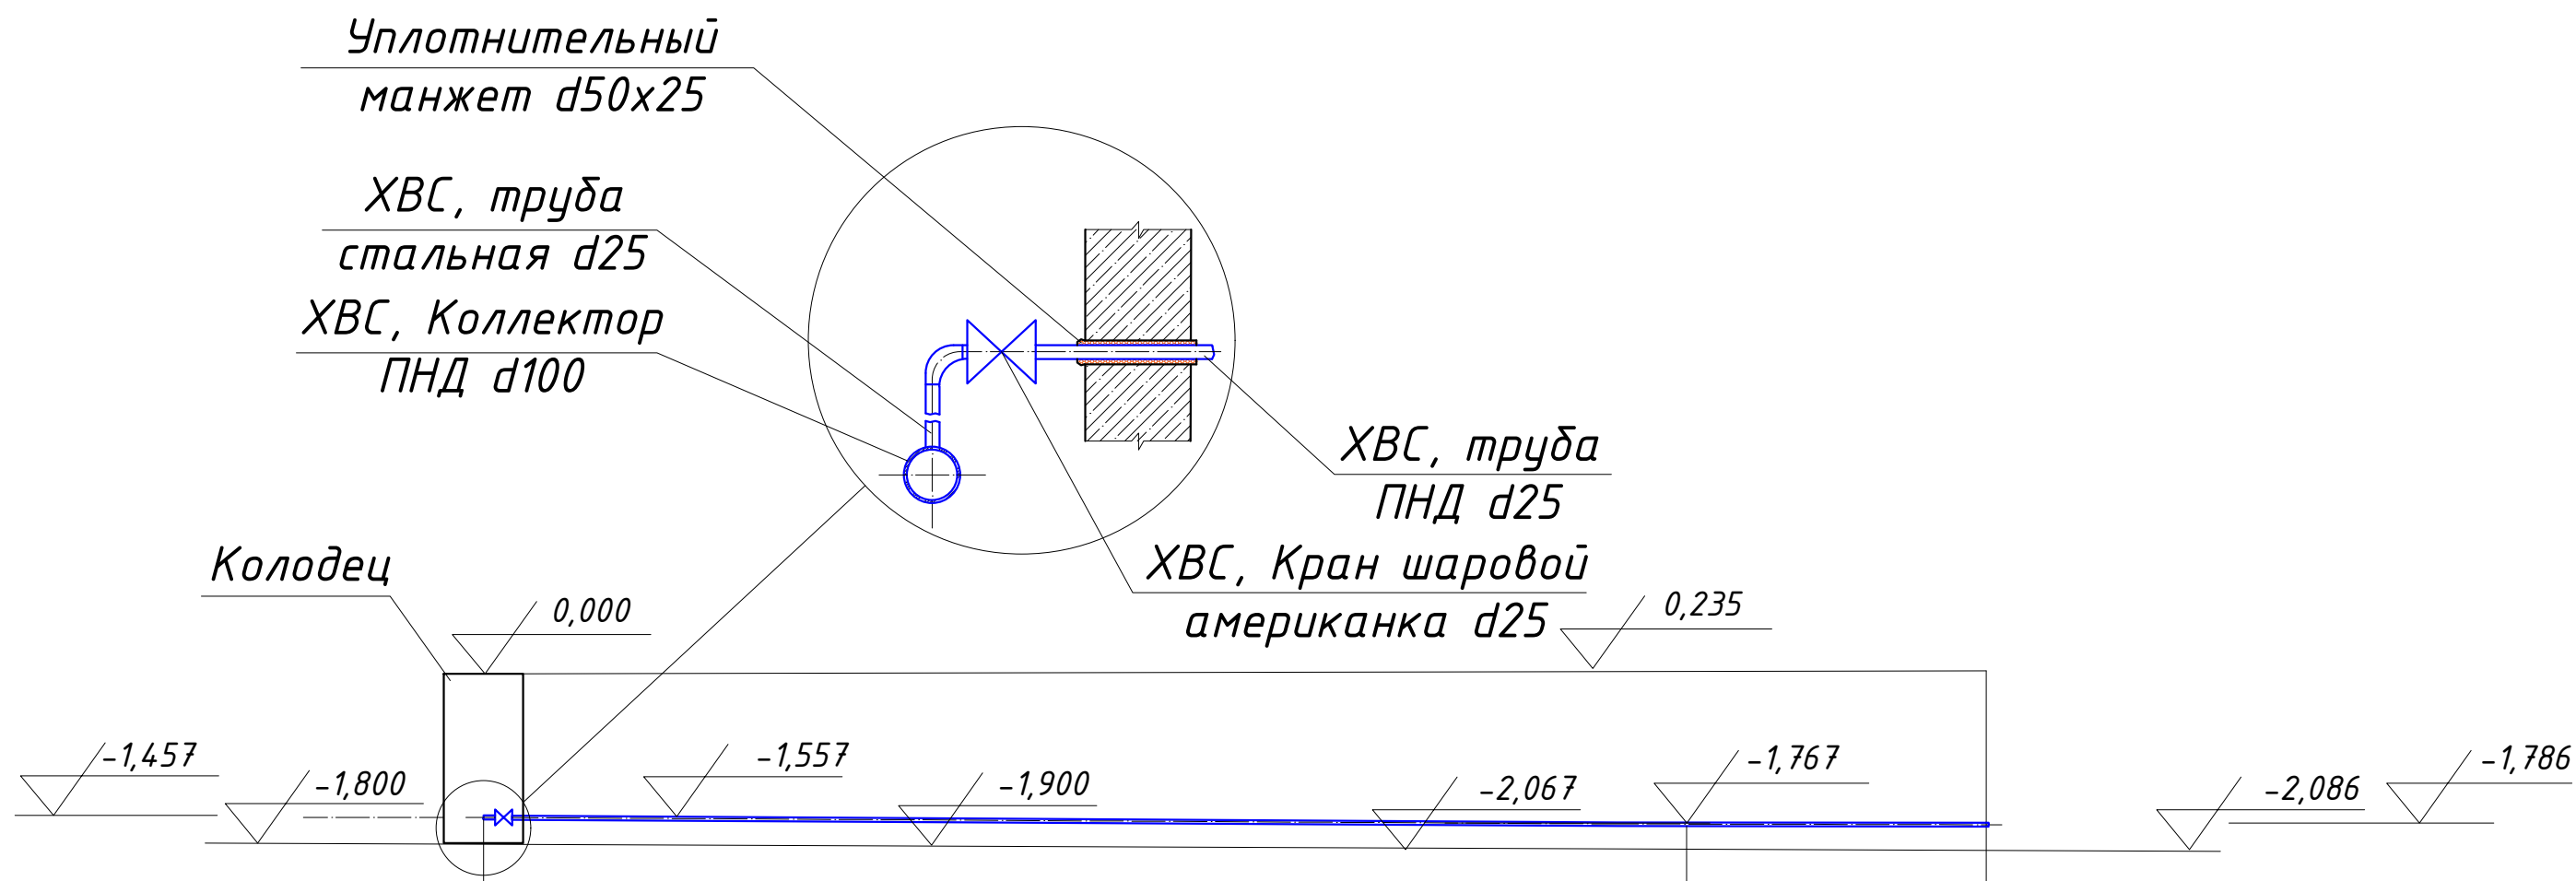 Уплотнительный
манжет d50x25
ХВС, труба
стальная d25
ХВС, Коллектор
ПНД d100
ХВС, труба
ПНД d25
ХВС, Кран шаровой
американка d25
Колодец
0,000
0,235
-1,457
-1,800
-1,557
-1,900
-2,067
-1,767
-2,086
-1,786